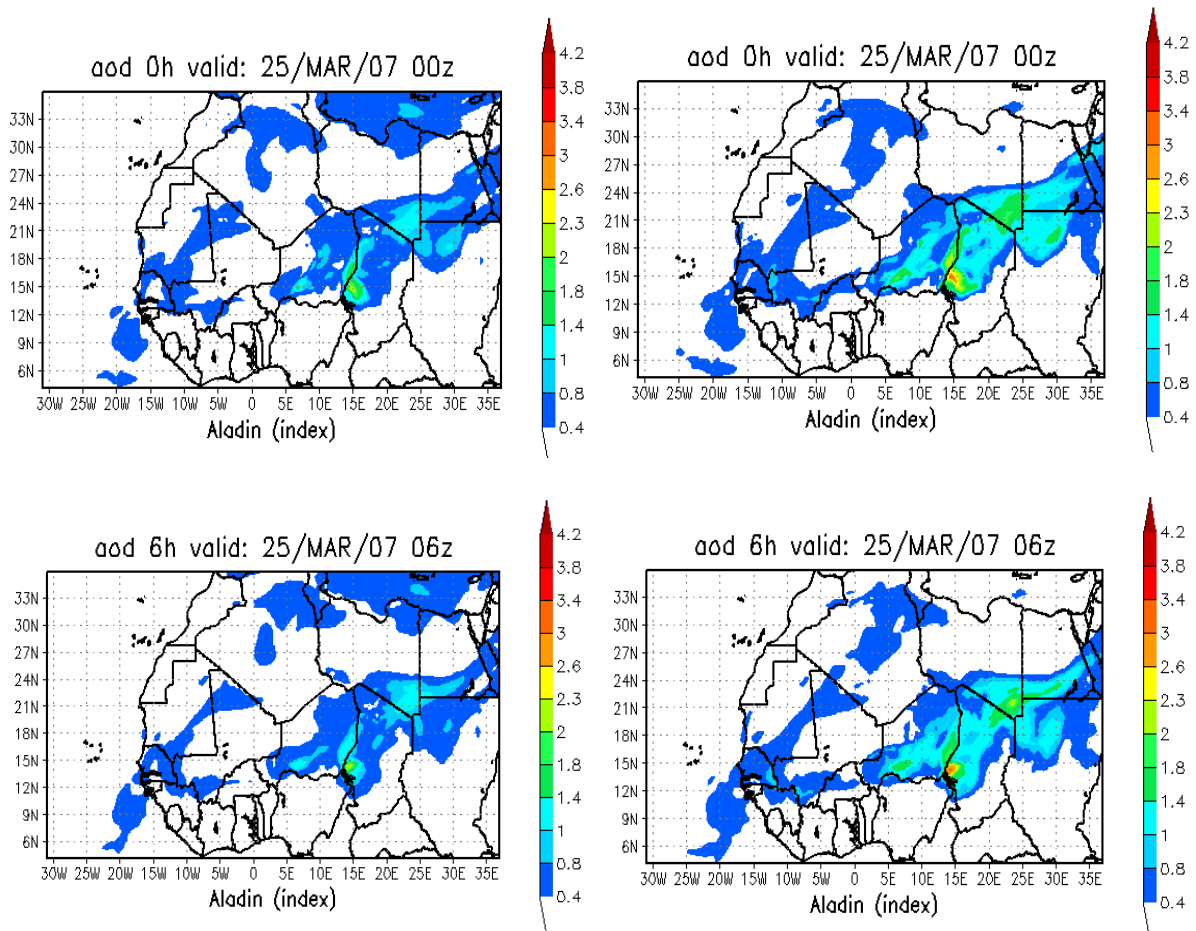 aod 0h valid: 25/MAR/07 00z
4.2
3.8
3.4
3
2.6
2.3
2
1.8
1.4
1
0.8
0.4
33N
30N
27N
24N
21N
18N
15N
12N
9N
6N
30W 25W 20W 15W 10W 5W 0 5E 10E 15E 20E 25E 30E 35E
Aladin (index)
aod 0h valid: 25/MAR/07 00z
4.2
3.8
3.4
3
2.6
2.3
2
1.8
1.4
1
0.8
0.4
33N
30N
27N
24N
21N
18N
15N
12N
9N
6N
30W 25W 20W 15W 10W 5W 0 5E 10E 15E 20E 25E 30E 35E
Aladin (index)
aod 6h valid: 25/MAR/07 06z
4.2
3.8
3.4
3
2.6
2.3
2
1.8
1.4
1
0.8
0.4
33N
30N
27N
24N
21N
18N
15N
12N
9N
6N
30W 25W 20W 15W 10W 5W 0 5E 10E 15E 20E 25E 30E 35E
Aladin (index)
aod 6h valid: 25/MAR/07 06z
4.2
3.8
3.4
3
2.6
2.3
2
1.8
1.4
1
0.8
0.4
33N
30N
27N
24N
21N
18N
15N
12N
9N
6N
30W 25W 20W 15W 10W 5W 0 5E 10E 15E 20E 25E 30E 35E
Aladin (index)